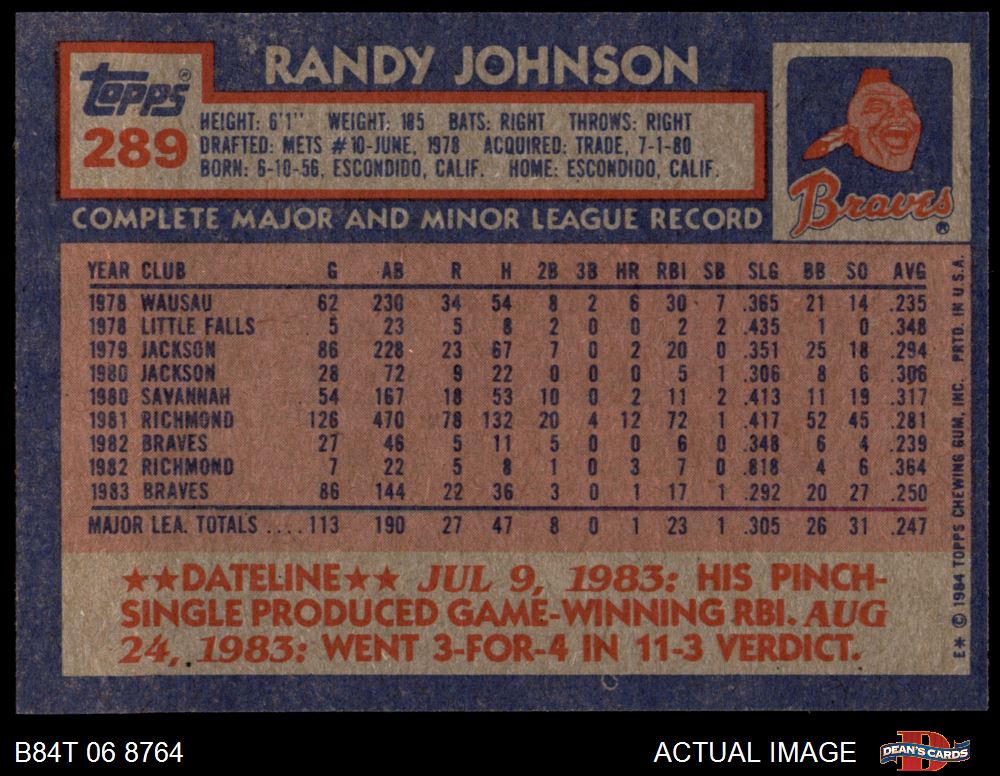 RANDY JOHNSON
Topps®
289
HEIGHT: 6'1" WEIGHT: 185 BATS: RIGHT THROWS: RIGHT
DRAFTED: METS #10-JUNE, 1978 ACQUIRED: TRADE, 7-1-80
BORN: 6-10-56, ESCONDIDO, CALIF. HOME: ESCONDIDO, CALIF.
Braves®
COMPLETE MAJOR AND MINOR LEAGUE RECORD
YEAR CLUB G AB R H 2B 3B HR RBI SB SLG BB SO AVG
1978 WAUSAU 62 230 34 54 8 2 6 30 7 .365 21 14 .235
1978 LITTLE FALLS 5 23 5 8 2 0 0 2 2 .435 1 0 .348
1979 JACKSON 86 228 23 67 7 0 2 20 0 .351 25 18 .294
1980 JACKSON 28 72 9 22 0 0 0 5 1 .306 8 6 .306
1980 SAVANNAH 54 167 18 53 10 0 2 11 2 .413 11 19 .317
1981 RICHMOND 126 470 78 132 20 4 12 72 1 .417 52 45 .281
1982 BRAVES 27 46 5 11 5 0 0 6 0 .348 6 4 .239
1982 RICHMOND 7 22 5 8 1 0 3 7 0 .818 4 6 .364
1983 BRAVES 86 144 22 36 3 0 1 17 1 .292 20 27 .250
MAJOR LEA. TOTALS ....113 190 27 47 8 0 1 23 1 .305 26 31 .247
★★DATELINE★★ JUL 9, 1983: HIS PINCH-
SINGLE PRODUCED GAME-WINNING RBI. AUG
24, 1983: WENT 3-FOR-4 IN 11-3 VERDICT.
E* © 1984 TOPPS CHEWING GUM, INC. PRTD. IN U.S.A.
B84T 06 8764
ACTUAL IMAGE
DEAN'S CARDS